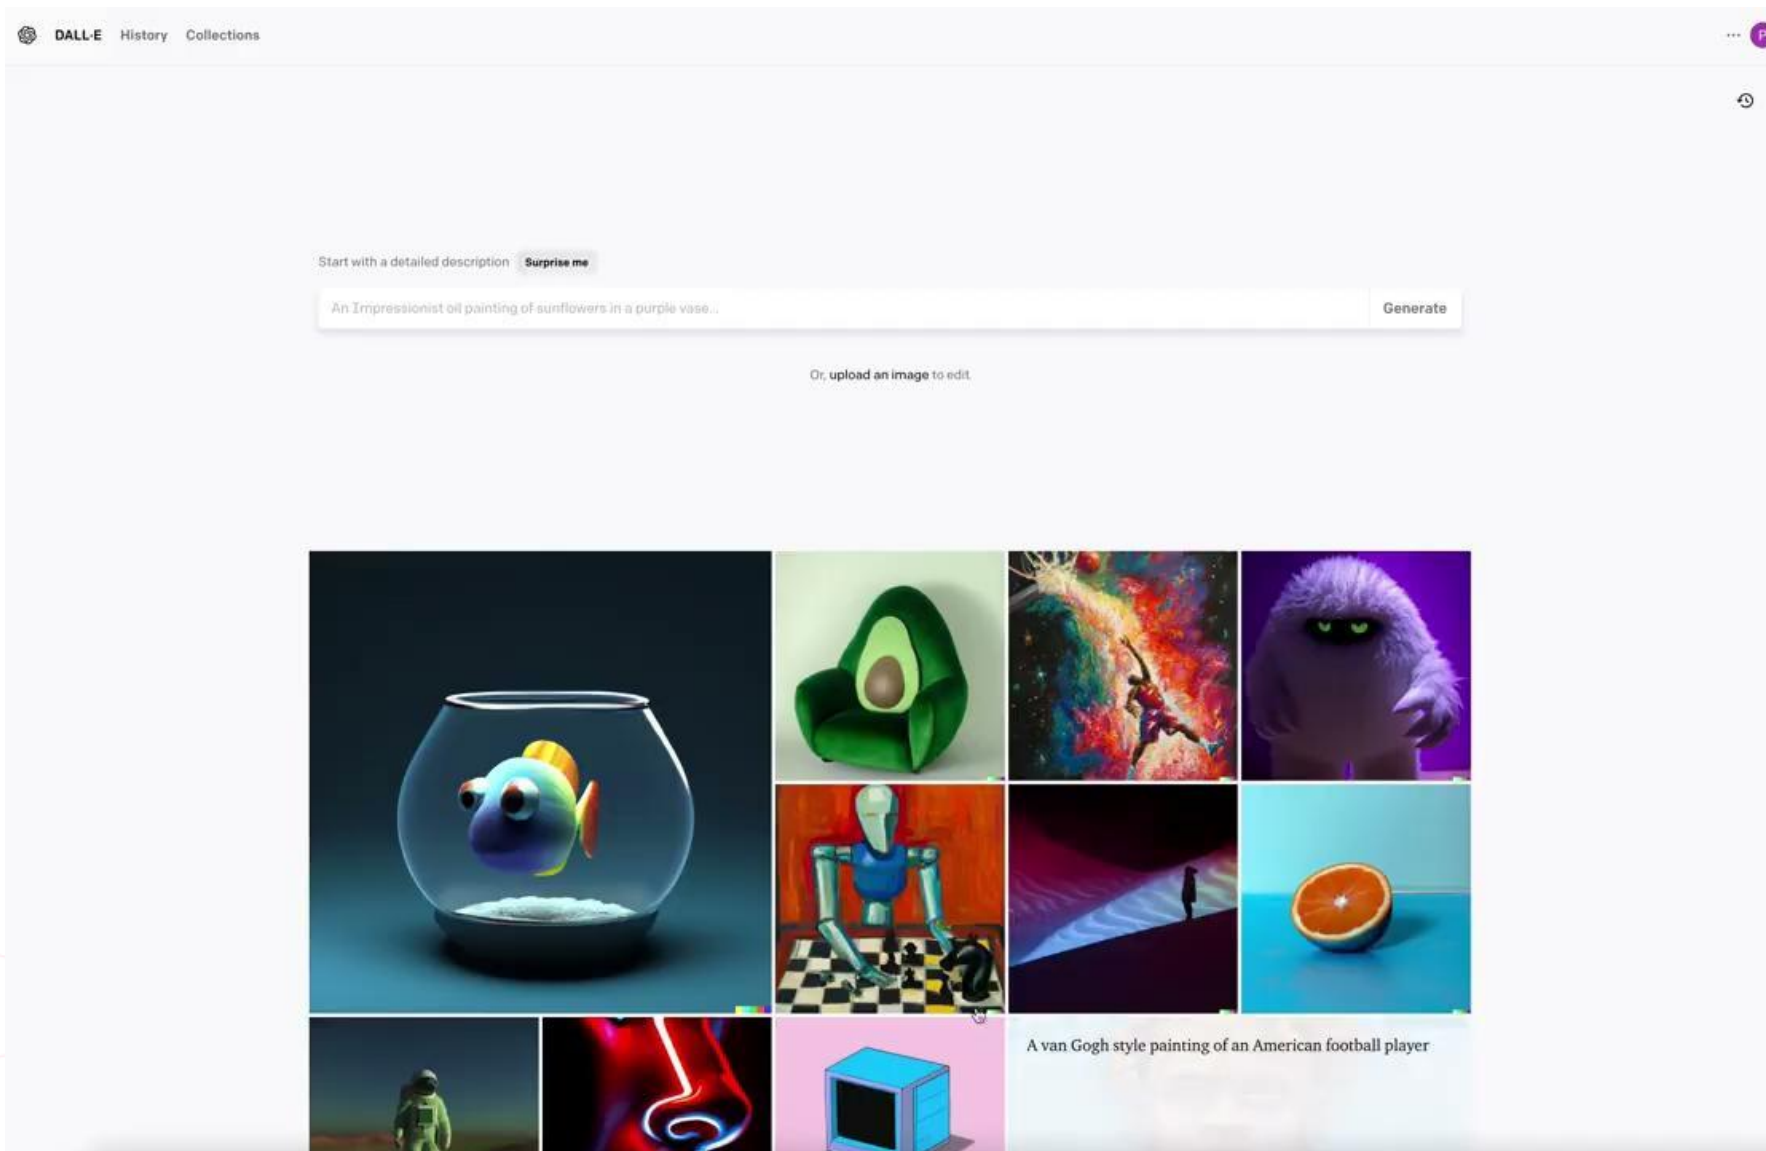 DALL·E History Collections
P
Start with a detailed description Surprise me
An Impressionist oil painting of sunflowers in a purple vase...
Generate
Or, upload an image to edit
A van Gogh style painting of an American football player